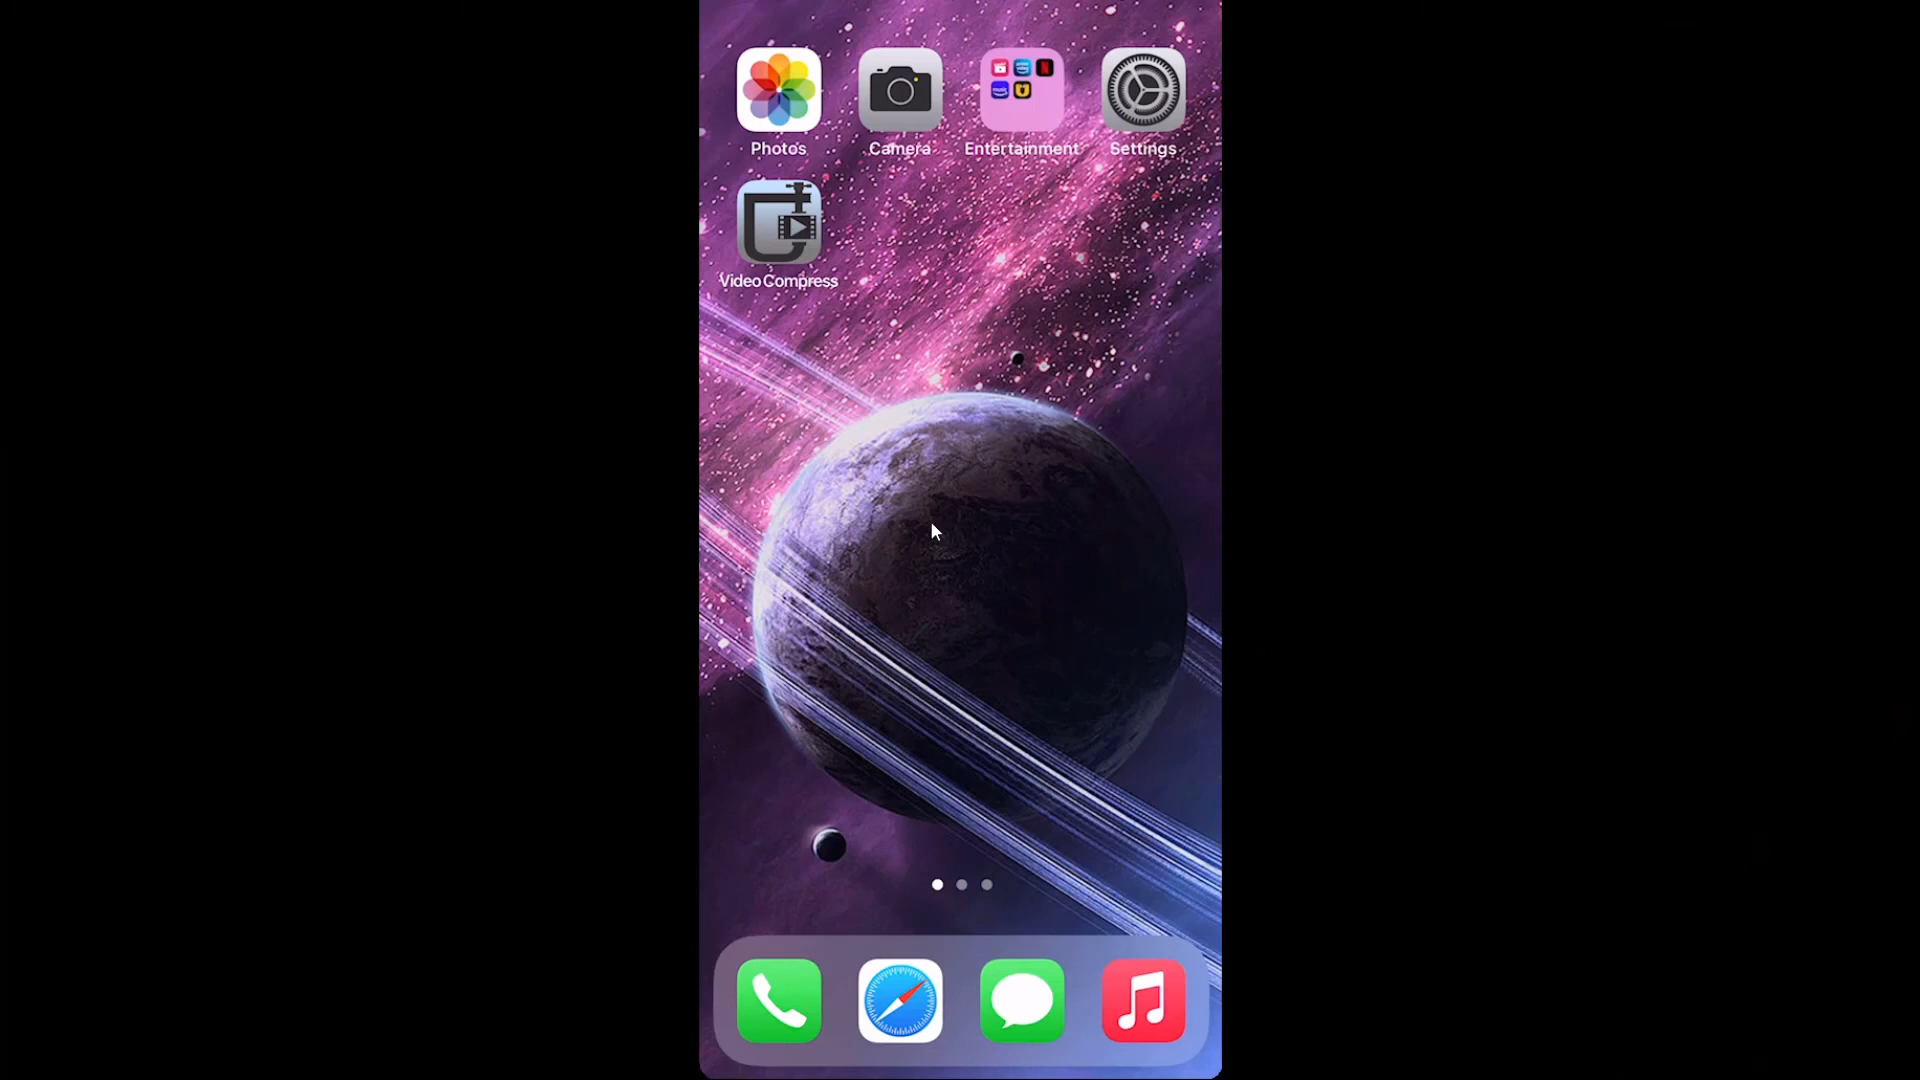 Photos
Camera
Entertainment
Settings
Video Compress